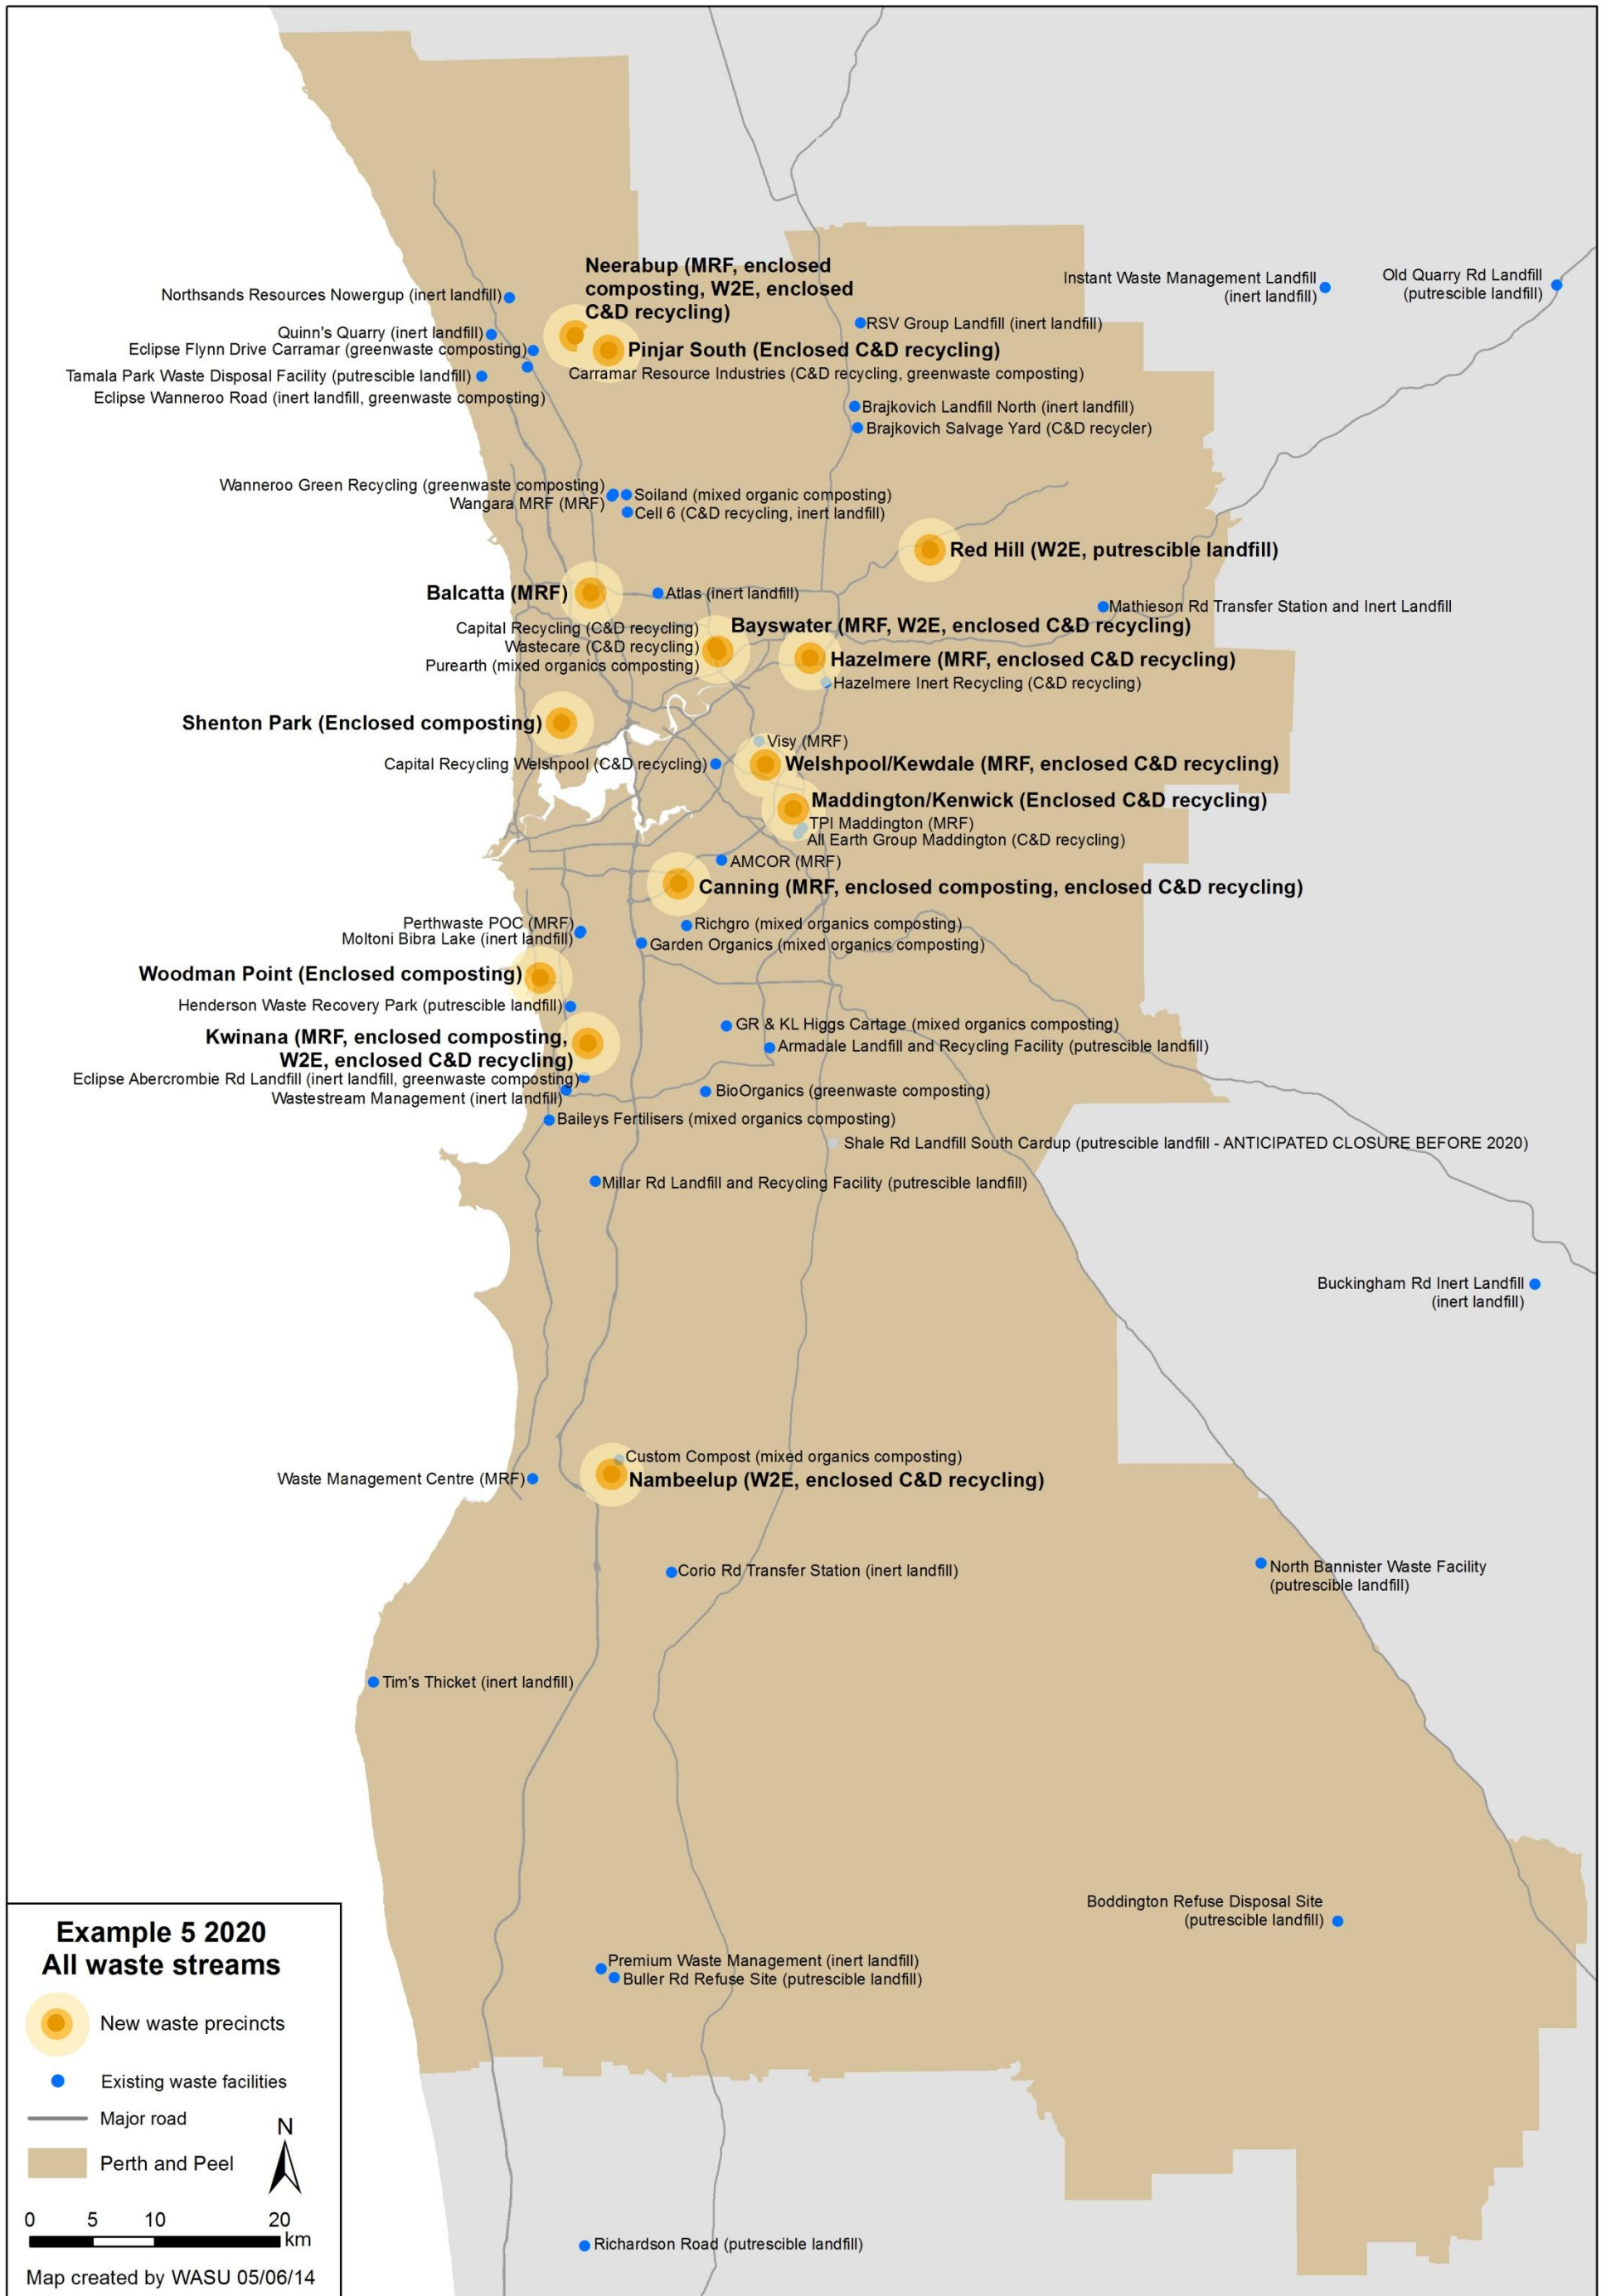 Neerabup (MRF, enclosed
composting, W2E, enclosed
C&D recycling)
Instant Waste Management Landfill
(inert landfill)
Old Quarry Rd Landfill
(putrescible landfill)
Northsands Resources Nowergup (inert landfill)
RSV Group Landfill (inert landfill)
Quinn's Quarry (inert landfill)
Eclipse Flynn Drive Carramar (greenwaste composting)
Pinjar South (Enclosed C&D recycling)
Tamala Park Waste Disposal Facility (putrescible landfill)
Carramar Resource Industries (C&D recycling, greenwaste composting)
Eclipse Wanneroo Road (inert landfill, greenwaste composting)
Brajkovich Landfill North (inert landfill)
Brajkovich Salvage Yard (C&D recycler)
Wanneroo Green Recycling (greenwaste composting)
Wangara MRF (MRF)
Soiland (mixed organic composting)
Cell 6 (C&D recycling, inert landfill)
Red Hill (W2E, putrescible landfill)
Balcatta (MRF)
Atlas (inert landfill)
Mathieson Rd Transfer Station and Inert Landfill
Capital Recycling (C&D recycling)
Wastecare (C&D recycling)
Purearth (mixed organics composting)
Bayswater (MRF, W2E, enclosed C&D recycling)
Hazelmere (MRF, enclosed C&D recycling)
Hazelmere Inert Recycling (C&D recycling)
Shenton Park (Enclosed composting)
Visy (MRF)
Capital Recycling Welshpool (C&D recycling)
Welshpool/Kewdale (MRF, enclosed C&D recycling)
Maddington/Kenwick (Enclosed C&D recycling)
TPI Maddington (MRF)
All Earth Group Maddington (C&D recycling)
AMCOR (MRF)
Canning (MRF, enclosed composting, enclosed C&D recycling)
Perthwaste POC (MRF)
Moltoni Bibra Lake (inert landfill)
Richgro (mixed organics composting)
Garden Organics (mixed organics composting)
Woodman Point (Enclosed composting)
Henderson Waste Recovery Park (putrescible landfill)
GR & KL Higgs Cartage (mixed organics composting)
Kwinana (MRF, enclosed composting,
W2E, enclosed C&D recycling)
Armadale Landfill and Recycling Facility (putrescible landfill)
Eclipse Abercrombie Rd Landfill (inert landfill, greenwaste composting)
Wastestream Management (inert landfill)
BioOrganics (greenwaste composting)
Baileys Fertilisers (mixed organics composting)
Shale Rd Landfill South Cardup (putrescible landfill - ANTICIPATED CLOSURE BEFORE 2020)
Millar Rd Landfill and Recycling Facility (putrescible landfill)
Buckingham Rd Inert Landfill
(inert landfill)
Custom Compost (mixed organics composting)
Waste Management Centre (MRF)
Nambeelup (W2E, enclosed C&D recycling)
Corio Rd Transfer Station (inert landfill)
North Bannister Waste Facility
(putrescible landfill)
Tim's Thicket (inert landfill)
Boddington Refuse Disposal Site
(putrescible landfill)
Premium Waste Management (inert landfill)
Buller Rd Refuse Site (putrescible landfill)
Richardson Road (putrescible landfill)
Example 5 2020
All waste streams
New waste precincts
Existing waste facilities
Major road
N
Perth and Peel
0 5 10 20
km
Map created by WASU 05/06/14